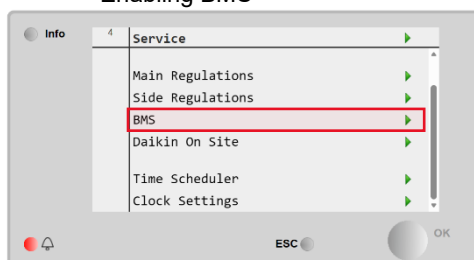 Enabling BMS
Info
4 Service
Main Regulations
Side Regulations
BMS
Daikin On Site
Time Scheduler
Clock Settings
ESC
OK